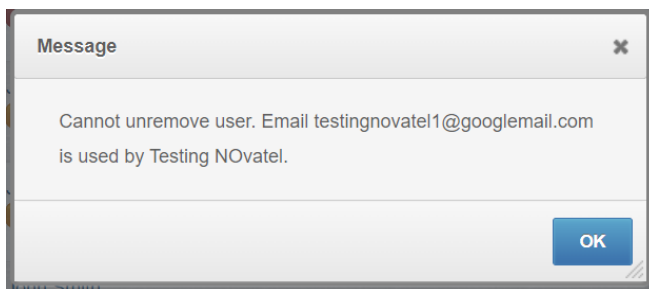 Message
Cannot unremove user. Email testingnovatel1@googlemail.com
is used by Testing NOvatel.
OK